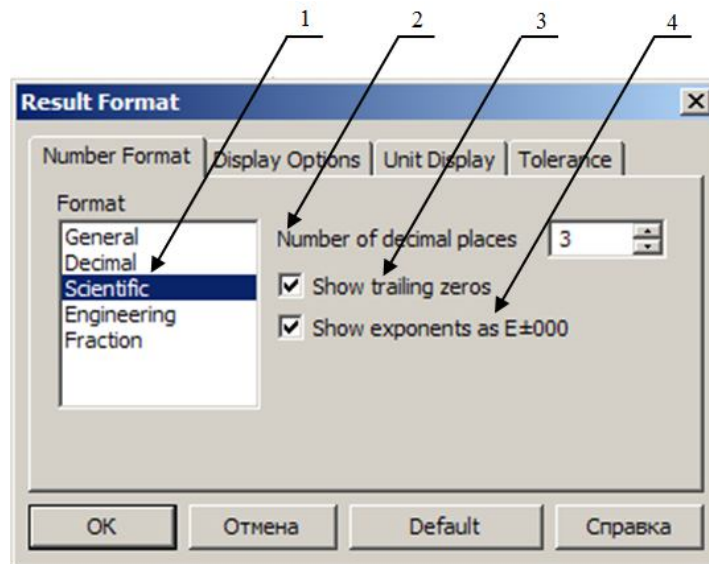 1 2 3 4
Result Format
Number Format Display Options Unit Display Tolerance
Format
General
Decimal
Scientific
Engineering
Fraction
Number of decimal places 3
Show trailing zeros
Show exponents as E±000
OK Отмена Default Справка